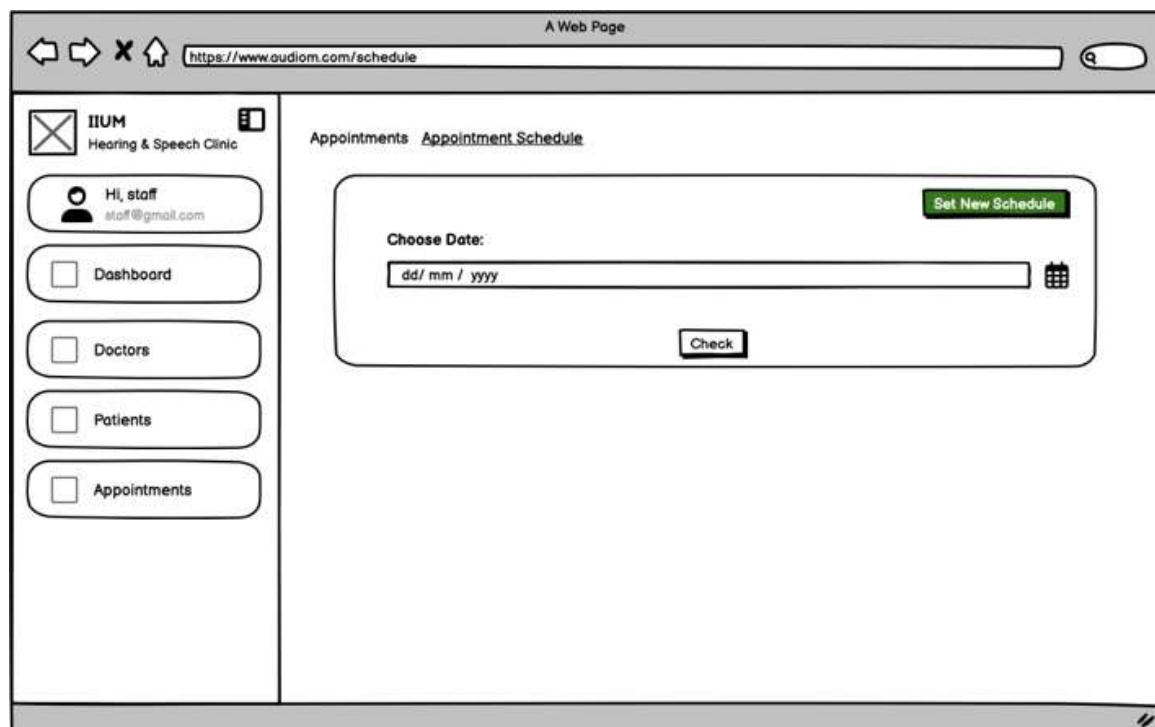 A Web Page
https://www.audiom.com/schedule
IIUM
Hearing & Speech Clinic
Hi, staff
staff@gmail.com
Dashboard
Doctors
Patients
Appointments
Appointments Appointment Schedule
Set New Schedule
Choose Date:
dd/ mm / yyyy
Check